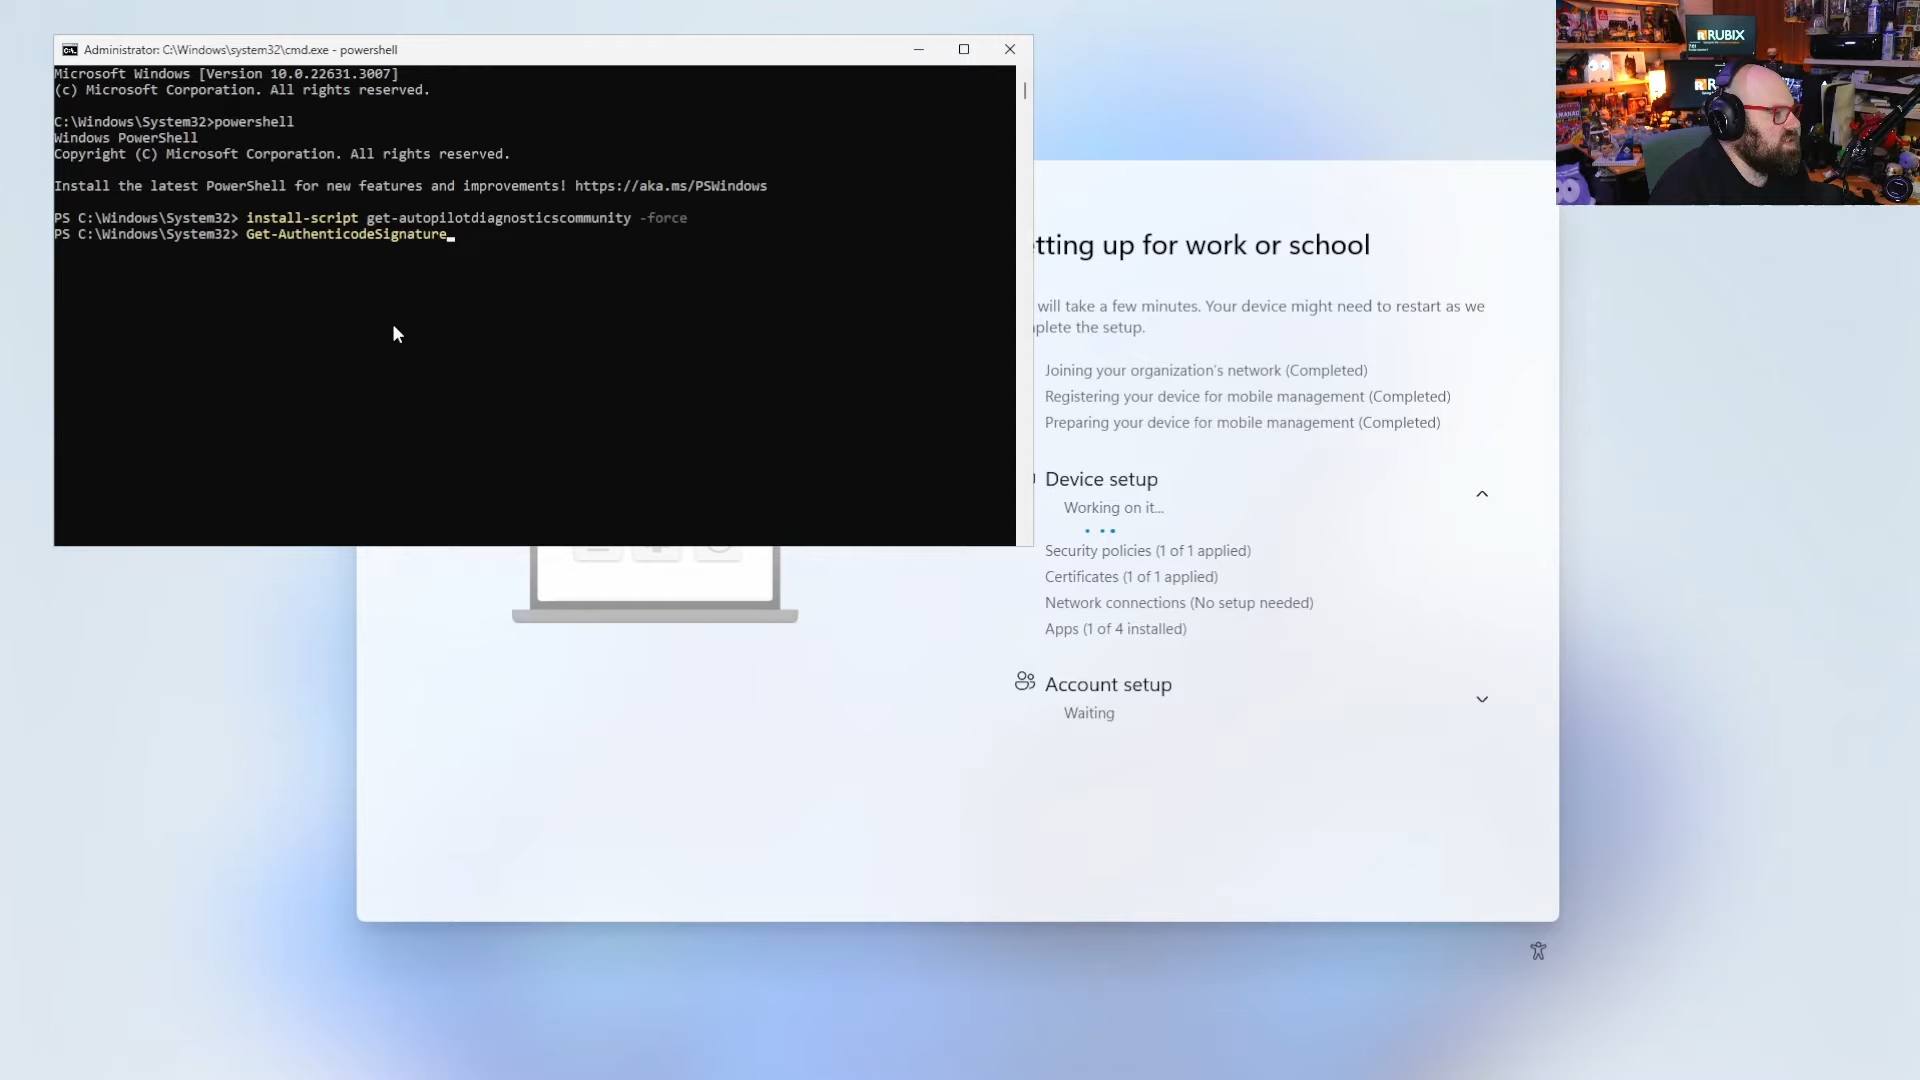 Administrator: C:\Windows\system32\cmd.exe - powershell
Microsoft Windows [Version 10.0.22631.3007]
(c) Microsoft Corporation. All rights reserved.
C:\Windows\System32>powershell
Windows PowerShell
Copyright (C) Microsoft Corporation. All rights reserved.
Install the latest PowerShell for new features and improvements! https://aka.ms/PSWindows
PS C:\Windows\System32> install-script get-autopilotdiagnosticscommunity -force
PS C:\Windows\System32> Get-AuthenticodeSignature
RUBIX
tting up for work or school
will take a few minutes. Your device might need to restart as we
plete the setup.
Joining your organization's network (Completed)
Registering your device for mobile management (Completed)
Preparing your device for mobile management (Completed)
Device setup
Working on it...
Security policies (1 of 1 applied)
Certificates (1 of 1 applied)
Network connections (No setup needed)
Apps (1 of 4 installed)
Account setup
Waiting